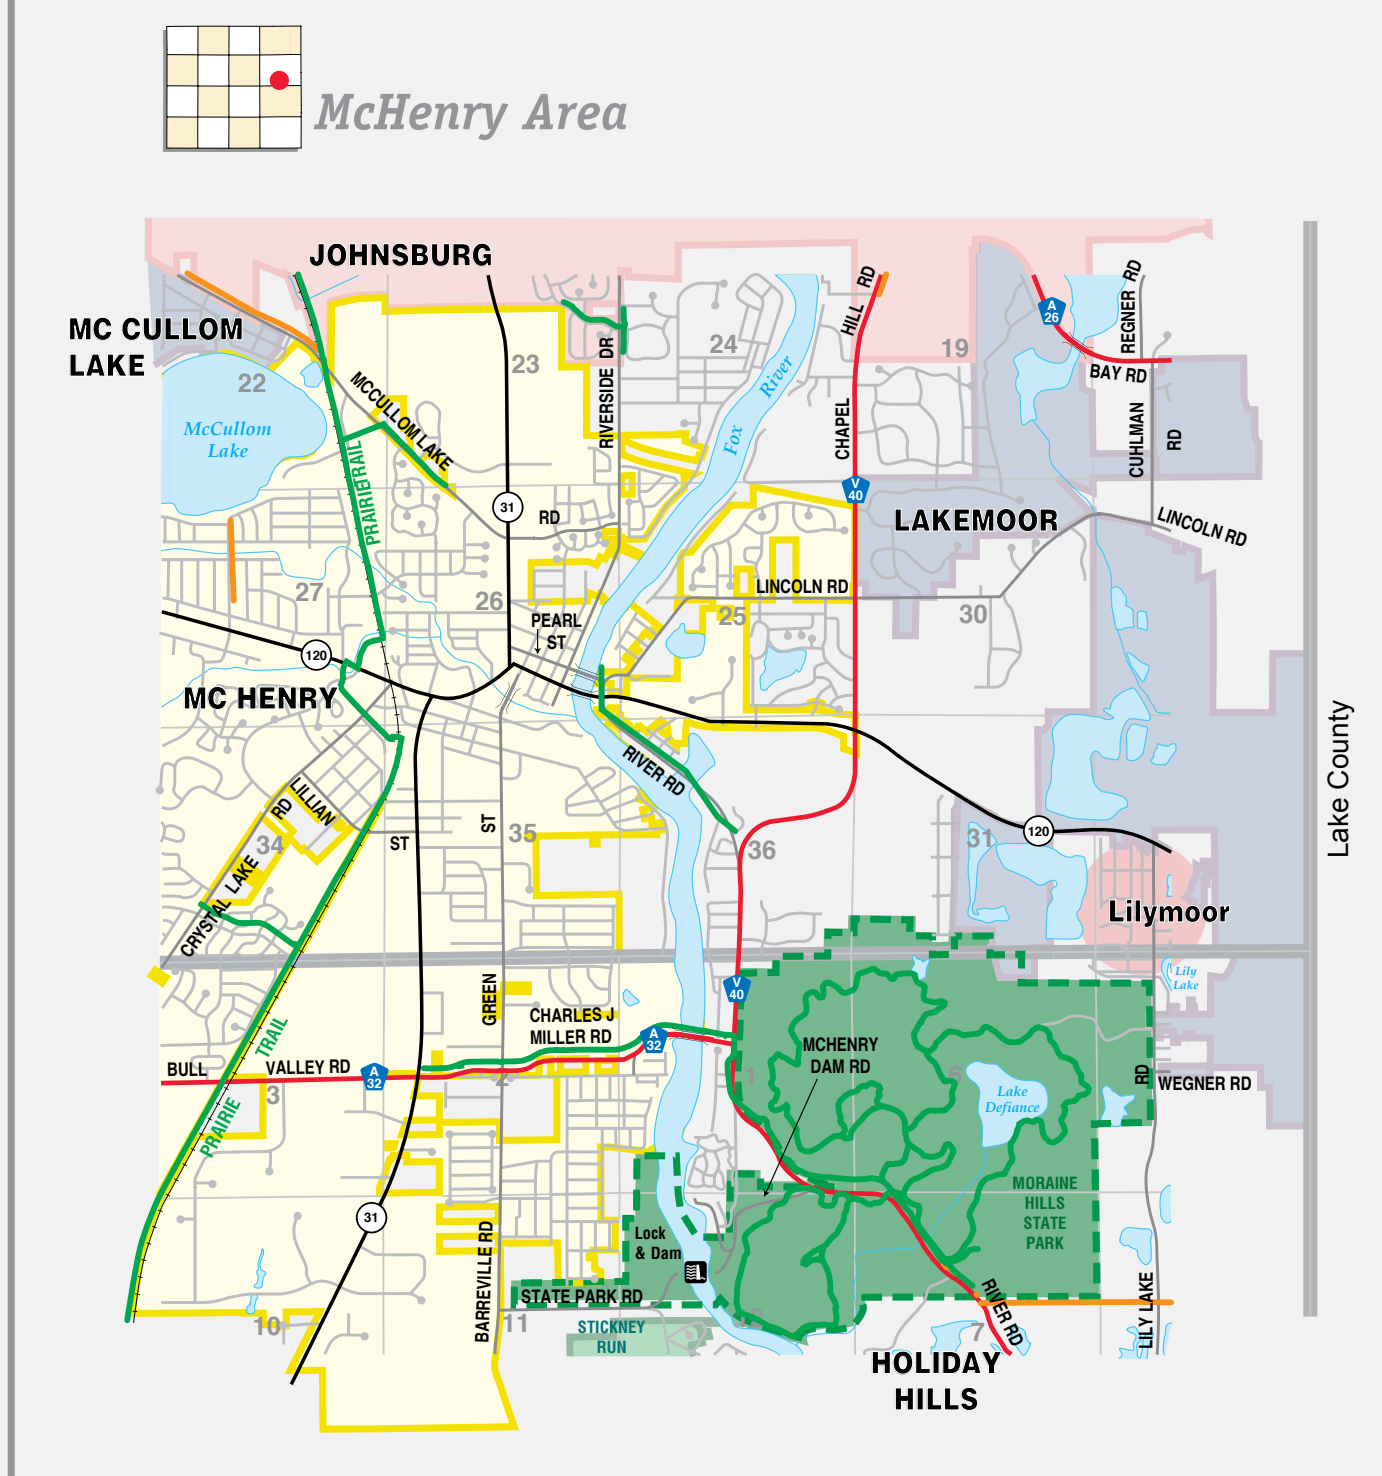 McHenry Area
JOHNSBURG
MC CULLOM
LAKE
22
23
24
19
HILL RD
A
26
REGNER RD
BAY RD
RIVERSIDE DR
River
Fox
CHAPEL
CUHLMAN
RD
MCCULLOM LAKE
McCullom
Lake
PRAIRIE TRAIL
31
RD
V
40
LAKEMOOR
LINCOLN RD
LINCOLN RD
27
26
25
30
PEARL
ST
120
MC HENRY
RIVER RD
LILLIAN
RD
ST
ST
34
35
36
31
120
Lake County
Lilymoor
CRYSTAL LAKE
Lily
Lake
GREEN
V
40
CHARLES J
MILLER RD
A
32
MCHENRY
DAM RD
TRAIL
BULL
VALLEY RD
A
32
3
2
1
6
Lake
Defiance
RD
WEGNER RD
PRAIRIE
MORAINE
HILLS
STATE
PARK
31
Lock
& Dam
BARREVILLE RD
STATE PARK RD
RIVER RD
LILY LAKE
10
11
12
7
STICKNEY
RUN
HOLIDAY
HILLS